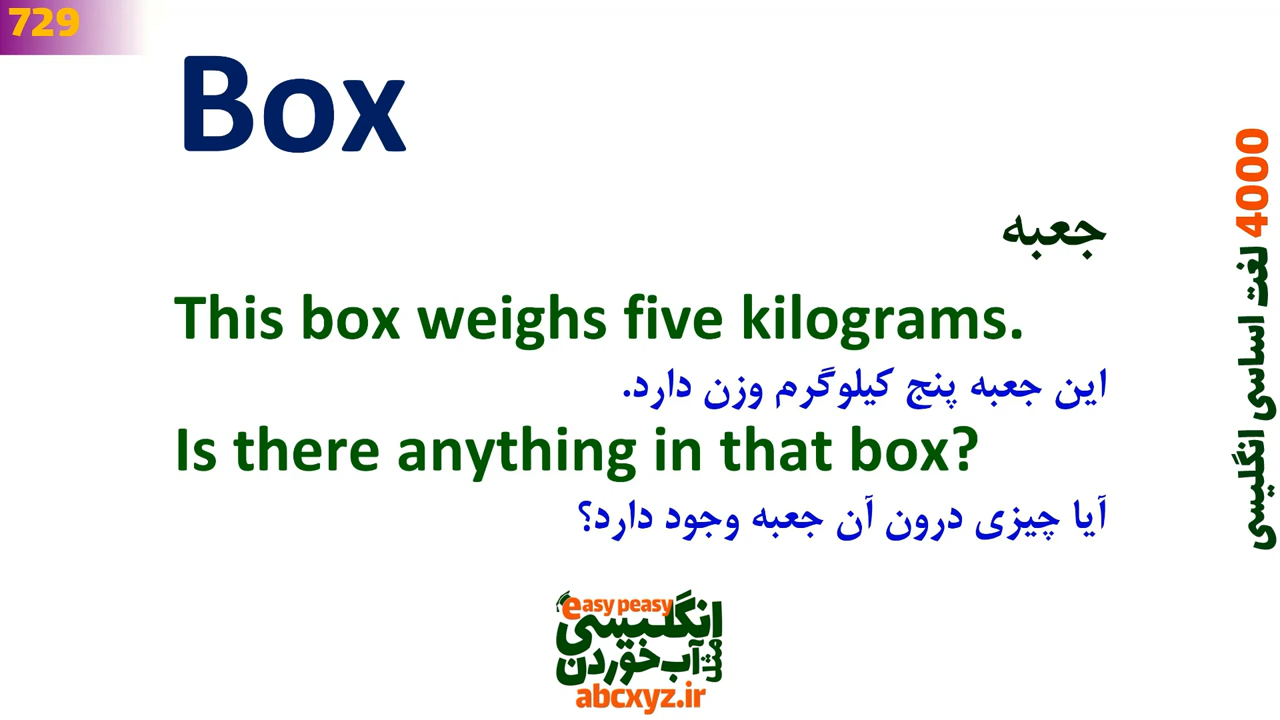 729
Box
جعبه
This box weighs five kilograms.
این جعبه پنج کیلوگرم وزن دارد.
Is there anything in that box?
آیا چیزی درون آن جعبه وجود دارد؟
4000 لغت اساسی انگلیسی
easy peasy
انگلیسی
مثل آب خوردن
abcxyz.ir